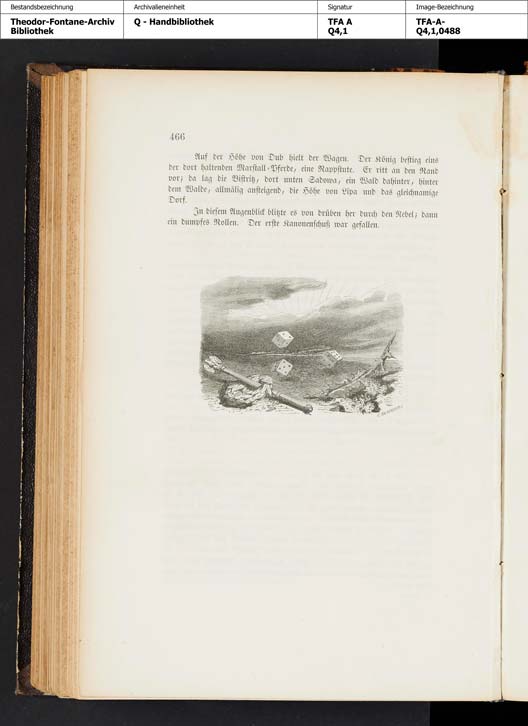 Bestandsbezeichnung
Archivalieneinheit
Signatur
Image-Bezeichnung
Theodor-Fontane-Archiv
Bibliothek
Q - Handbibliothek
TFA A
Q4,1
TFA-A-
Q4,1,0488
466
Auf der Höhe von Dub hielt der Wagen. Der König bestieg eins
der dort haltenden Marstall-Pferde, eine Rappstute. Er ritt an den Rand
vor; da lag die Bistritz, dort unten Sadowa, ein Wald dahinter, hinter
dem Walde, allmälig ansteigend, die Höhe von Lipa und das gleichnamige
Dorf.
In diesem Augenblick blitzte es von drüben her durch den Nebel; dann
ein dumpfes Rollen. Der erste Kanonenschuß war gefallen.